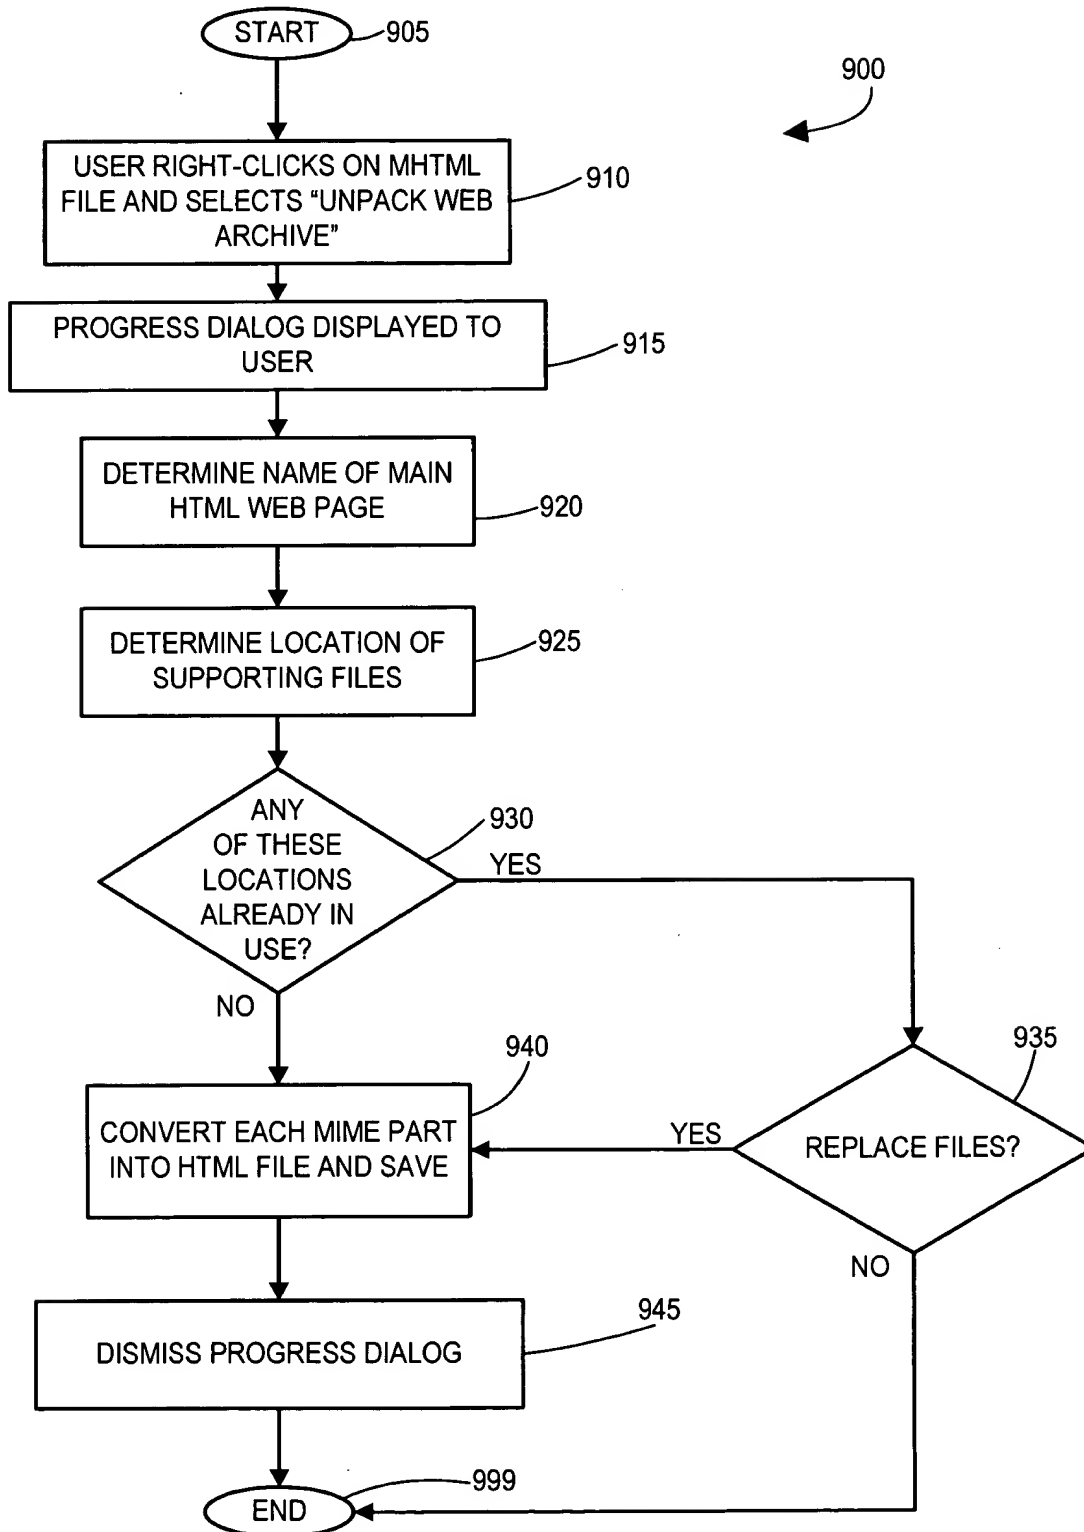 START
905
900
USER RIGHT-CLICKS ON MHTML
FILE AND SELECTS “UNPACK WEB
ARCHIVE”
910
PROGRESS DIALOG DISPLAYED TO
USER
915
DETERMINE NAME OF MAIN
HTML WEB PAGE
920
DETERMINE LOCATION OF
SUPPORTING FILES
925
ANY
OF THESE
LOCATIONS
ALREADY IN
USE?
930
YES
NO
935
REPLACE FILES?
YES
NO
940
CONVERT EACH MIME PART
INTO HTML FILE AND SAVE
945
DISMISS PROGRESS DIALOG
999
END